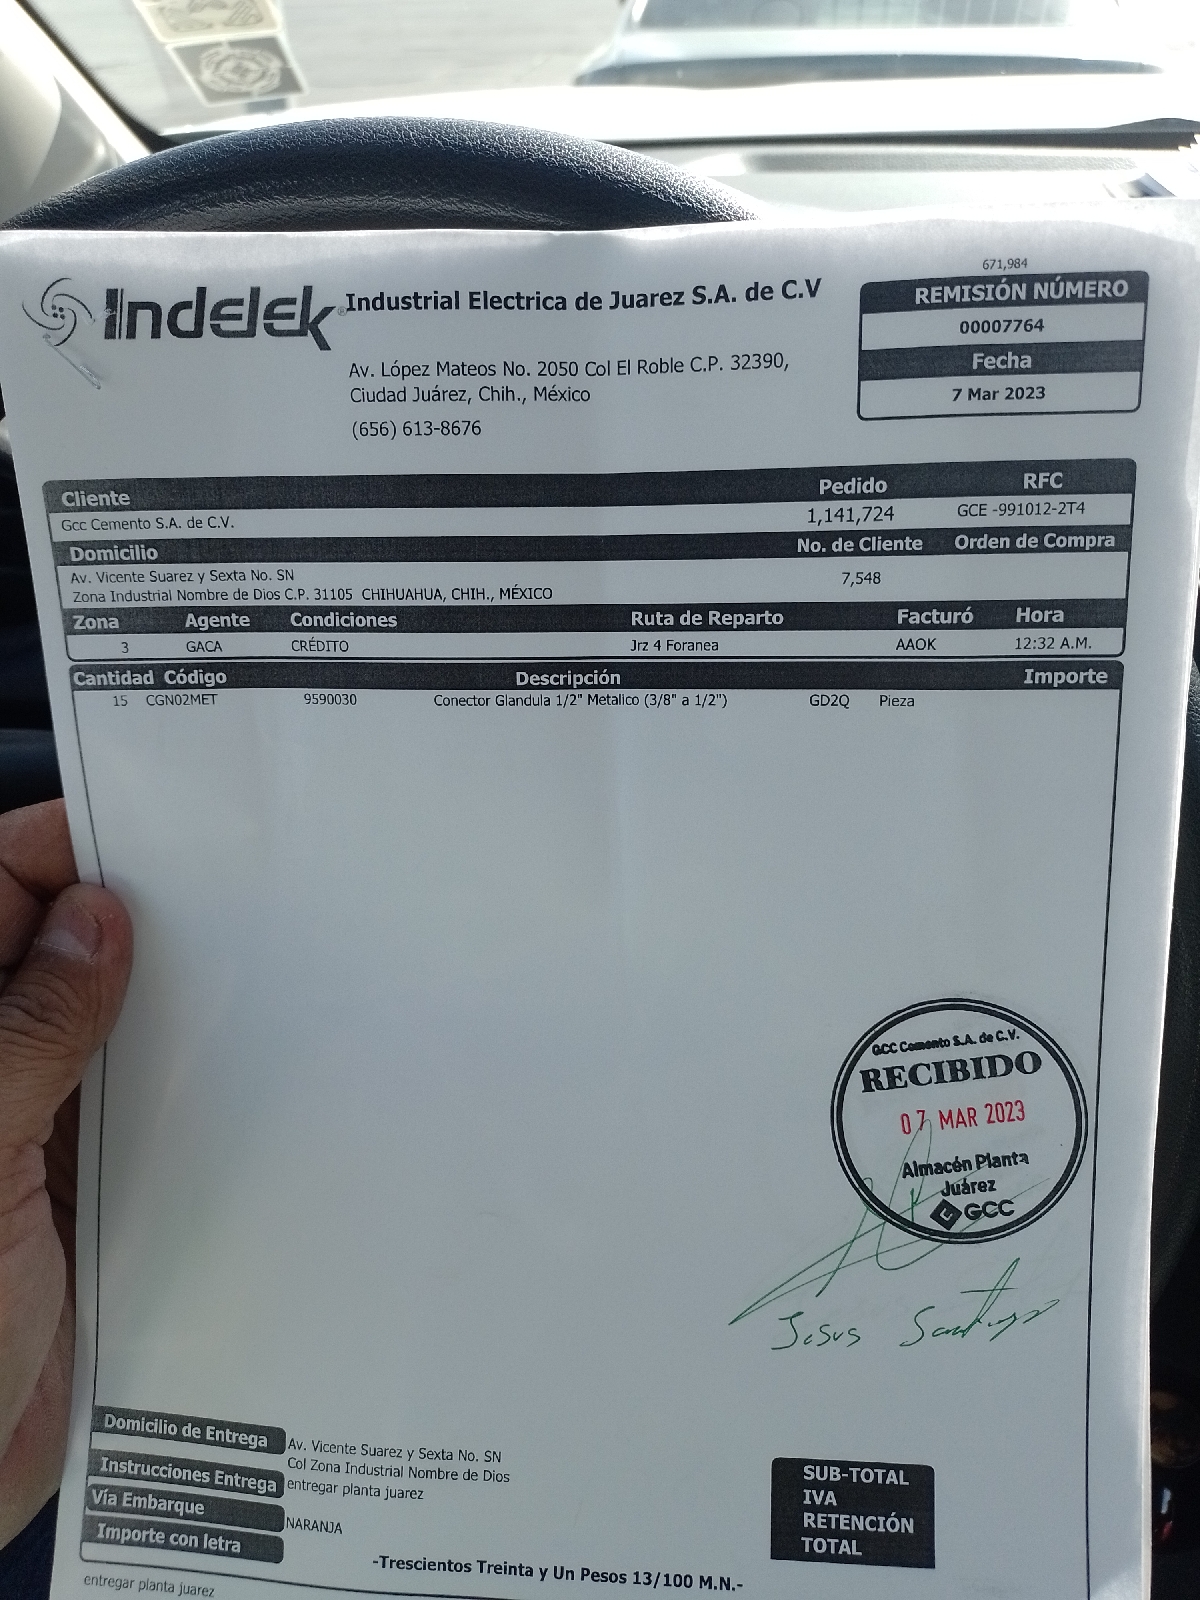 671,984
Indelek
Industrial Electrica de Juarez S.A. de C.V
REMISIÓN NÚMERO
00007764
Av. López Mateos No. 2050 Col El Roble C.P. 32390,
Fecha
Ciudad Juárez, Chih., México
7 Mar 2023
(656) 613-8676
Cliente Pedido RFC
Gcc Cemento S.A. de C.V. 1,141,724 GCE -991012-2T4
Domicilio No. de Cliente Orden de Compra
Av. Vicente Suarez y Sexta No. SN 7,548
Zona Industrial Nombre de Dios C.P. 31105 CHIHUAHUA, CHIH., MÉXICO
Zona Agente Condiciones Ruta de Reparto Facturó Hora
3 GACA CRÉDITO Jrz 4 Foranea AAOK 12:32 A.M.
Cantidad Código Descripción Importe
15 CGN02MET 9590030 Conector Glandula 1/2" Metalico (3/8" a 1/2") GD2Q Pieza
GCC Cemento S.A. de C.V.
RECIBIDO
07 MAR 2023
Almacén Planta
Juárez
GCC
Jesus Santiago
Domicilio de Entrega Av. Vicente Suarez y Sexta No. SN
Col Zona Industrial Nombre de Dios
Instrucciones Entrega entregar planta juarez
Vía Embarque NARANJA
Importe con letra
-Trescientos Treinta y Un Pesos 13/100 M.N.-
SUB-TOTAL
IVA
RETENCIÓN
TOTAL
entregar planta juarez